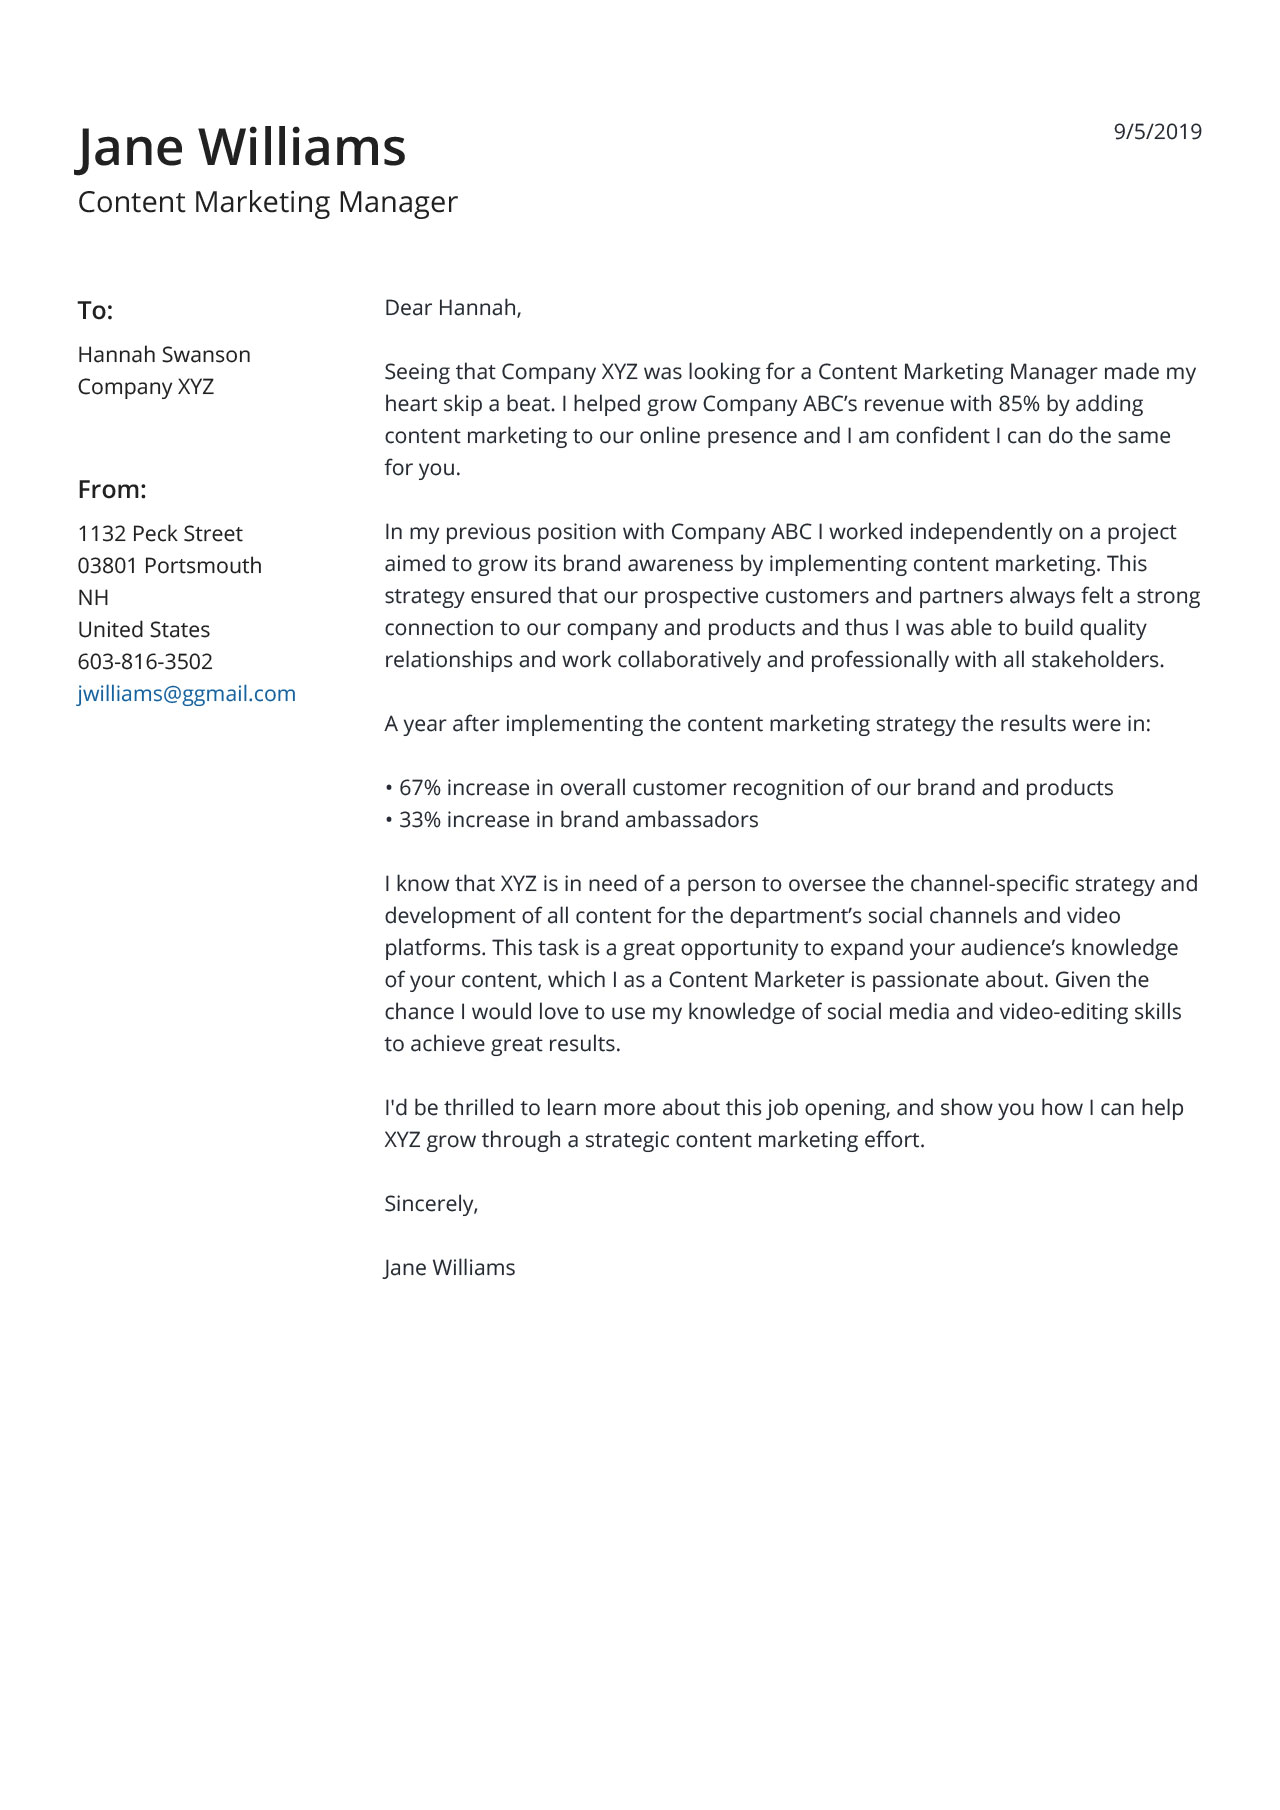 Jane Williams
Content Marketing Manager
9/5/2019
To:
Hannah Swanson
Company XYZ
From:
1132 Peck Street
03801 Portsmouth
NH
United States
603-816-3502
jwilliams@ggmail.com
Dear Hannah,
Seeing that Company XYZ was looking for a Content Marketing Manager made my
heart skip a beat. I helped grow Company ABC’s revenue with 85% by adding
content marketing to our online presence and I am confident I can do the same
for you.
In my previous position with Company ABC I worked independently on a project
aimed to grow its brand awareness by implementing content marketing. This
strategy ensured that our prospective customers and partners always felt a strong
connection to our company and products and thus I was able to build quality
relationships and work collaboratively and professionally with all stakeholders.
A year after implementing the content marketing strategy the results were in:
• 67% increase in overall customer recognition of our brand and products
• 33% increase in brand ambassadors
I know that XYZ is in need of a person to oversee the channel-specific strategy and
development of all content for the department’s social channels and video
platforms. This task is a great opportunity to expand your audience’s knowledge
of your content, which I as a Content Marketer is passionate about. Given the
chance I would love to use my knowledge of social media and video-editing skills
to achieve great results.
I'd be thrilled to learn more about this job opening, and show you how I can help
XYZ grow through a strategic content marketing effort.
Sincerely,
Jane Williams